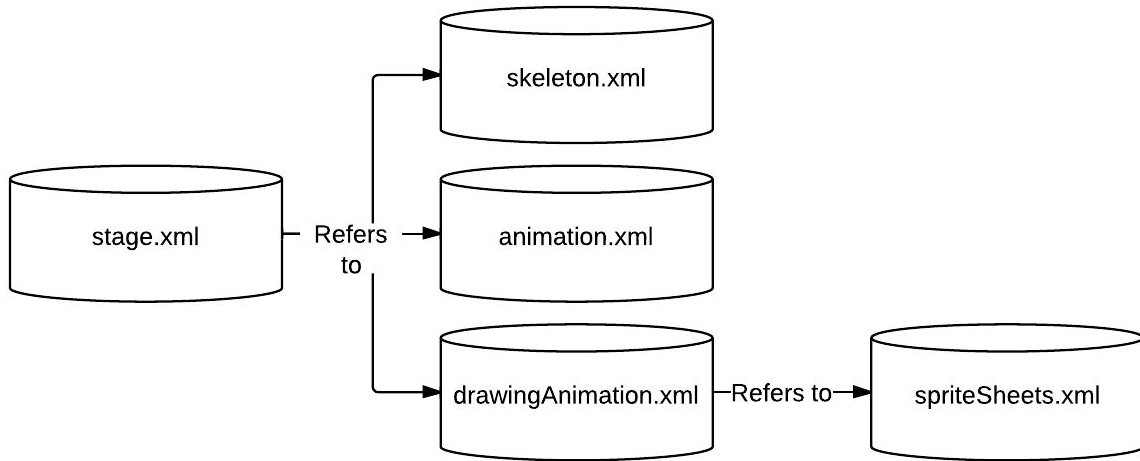 skeleton.xml
stage.xml
Refers
to
animation.xml
drawingAnimation.xml
Refers to
spriteSheets.xml